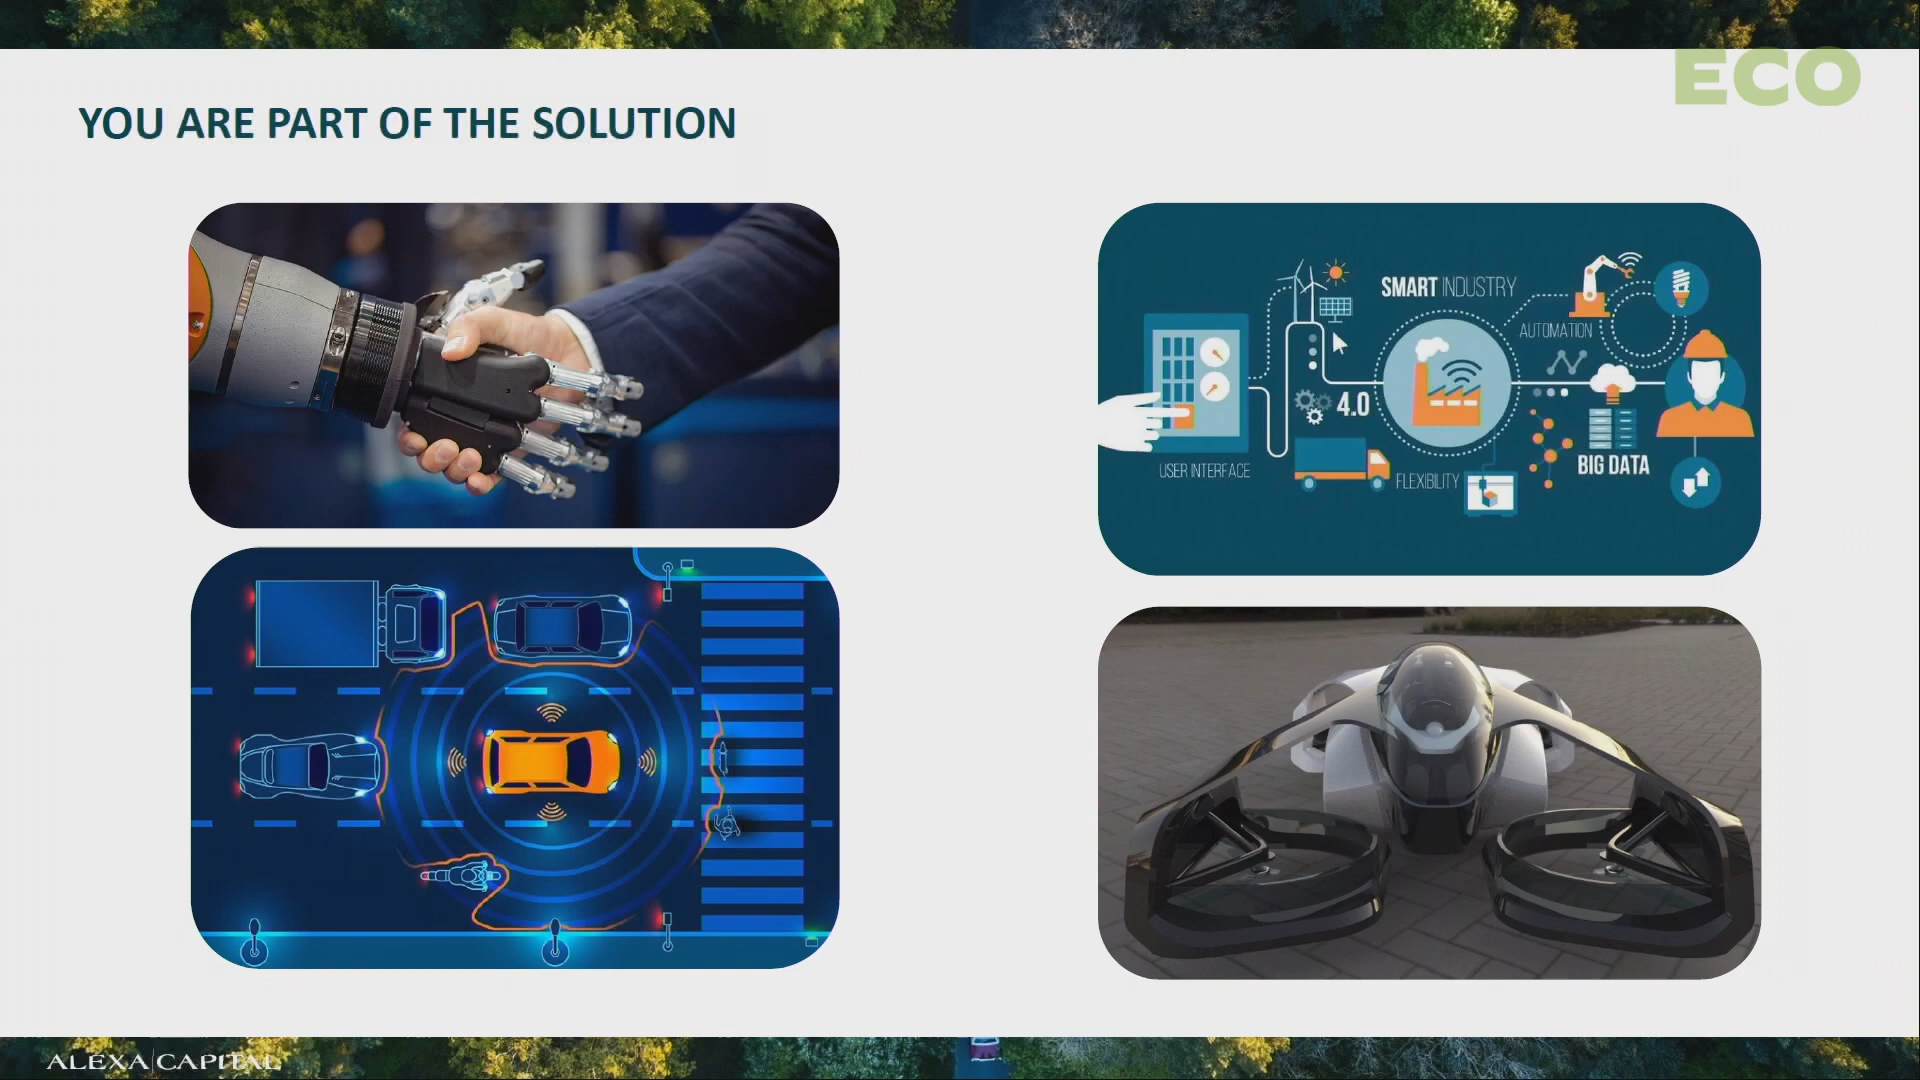 ECO
YOU ARE PART OF THE SOLUTION
SMART INDUSTRY
AUTOMATION
4.0
USER INTERFACE
FLEXIBILITY
BIG DATA
ALEXA|CAPITAL